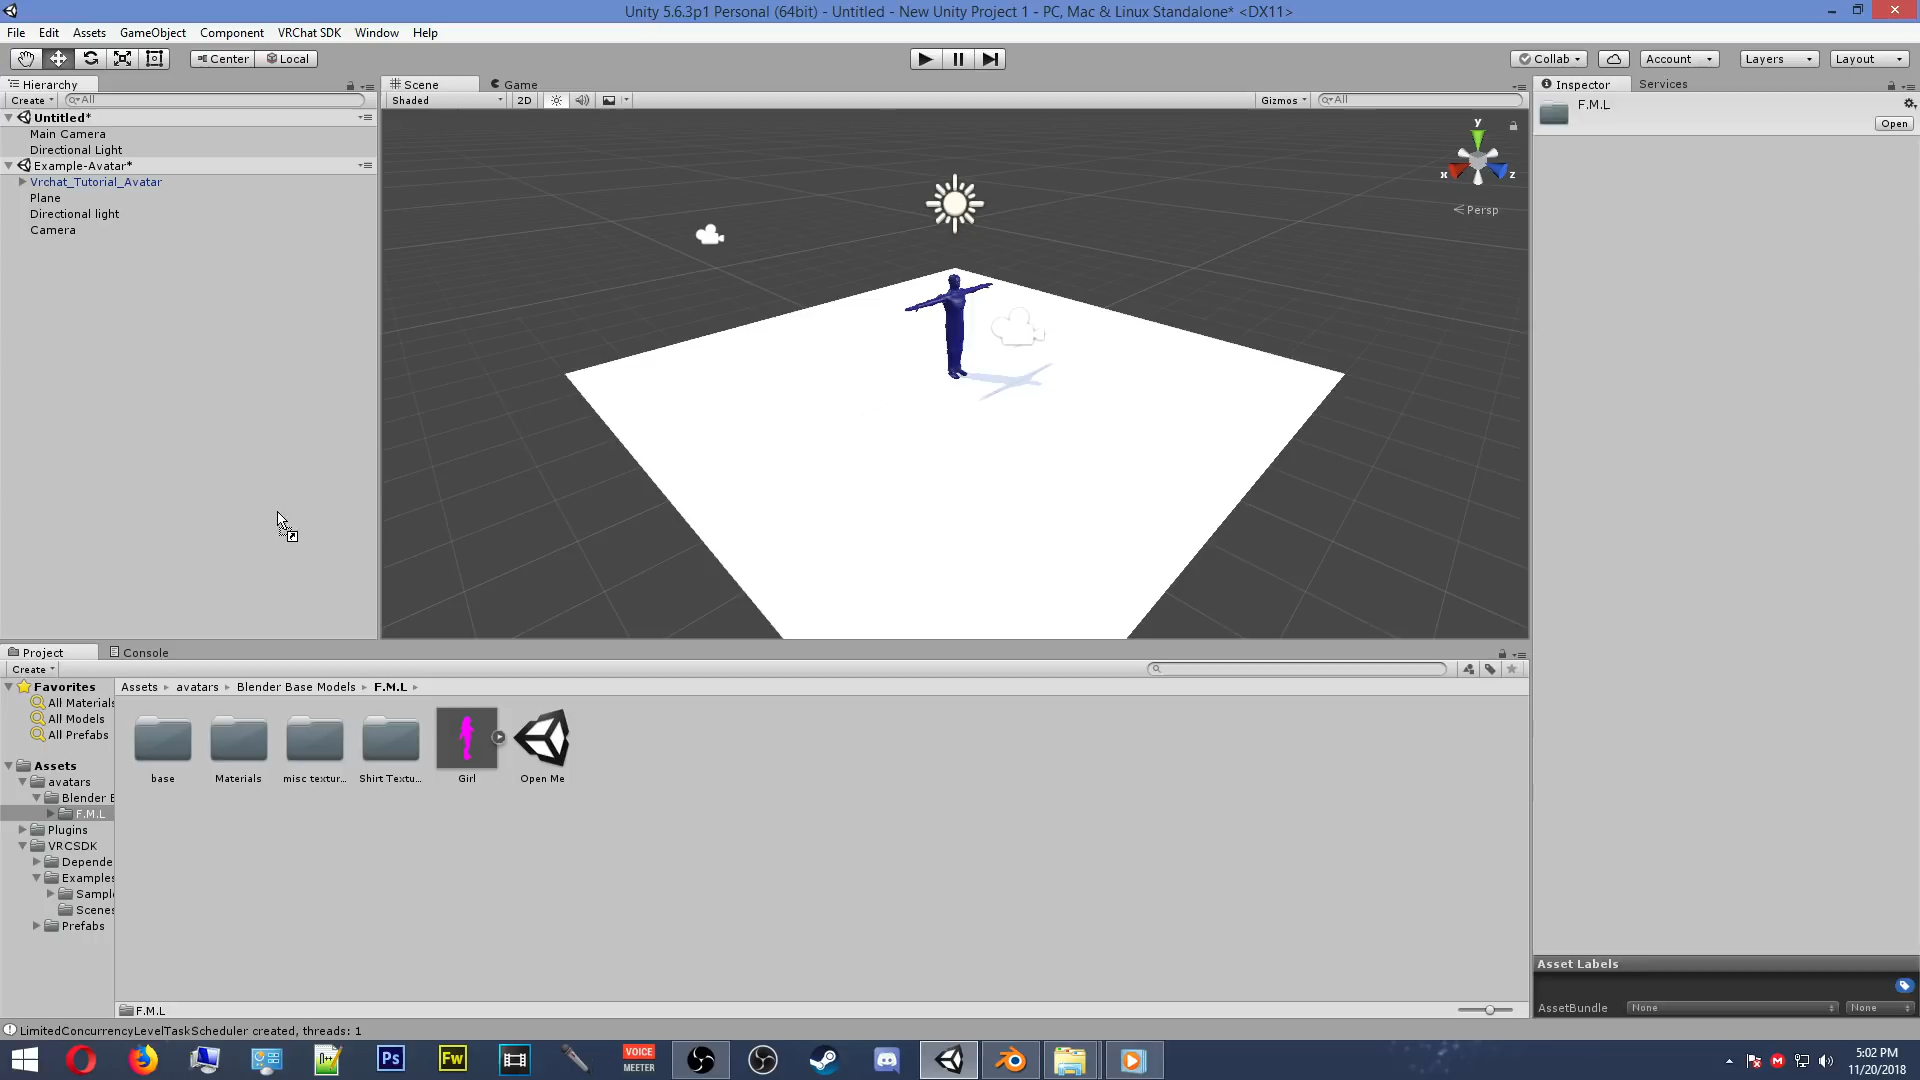 Unity 5.6.3p1 Personal (64bit) - Untitled - New Unity Project 1 - PC, Mac & Linux Standalone* <DX11>
File Edit Assets GameObject Component VRChat SDK Window Help
Center Local Collab Account Layers Layout
Hierarchy
Create All
Untitled*
Main Camera
Directional Light
Example-Avatar*
Vrchat_Tutorial_Avatar
Plane
Directional light
Camera
Scene Game
Shaded 2D Gizmos All
y
x z
Persp
Inspector Services
F.M.L
Open
Project Console
Create
Favorites
All Materials
All Models
All Prefabs
Assets
avatars
Blender E
F.M.L
Plugins
VRCSDK
Depende
Examples
Sampl
Scenes
Prefabs
Assets avatars Blender Base Models F.M.L
base Materials misc textur... Shirt Textu... Girl Open Me
F.M.L
Asset Labels
AssetBundle None None
LimitedConcurrencyLevelTaskScheduler created, threads: 1
Ps Fw VOICE
MEETER
5:02 PM
11/20/2018